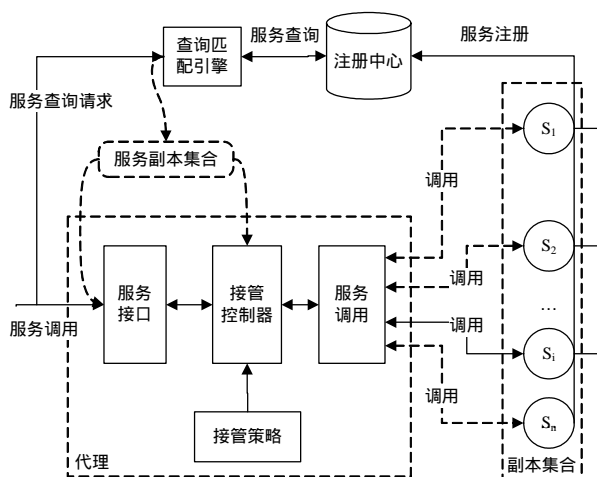 查询匹
配引擎
服务查询
注册中心
服务注册
服务查询请求
服务副本集合
S₁
调用
服务
接口
接管
控制器
服务
调用
S₂
调用
...
服务调用
调用
Sᵢ
调用
Sₙ
接管策略
代理
副本集合